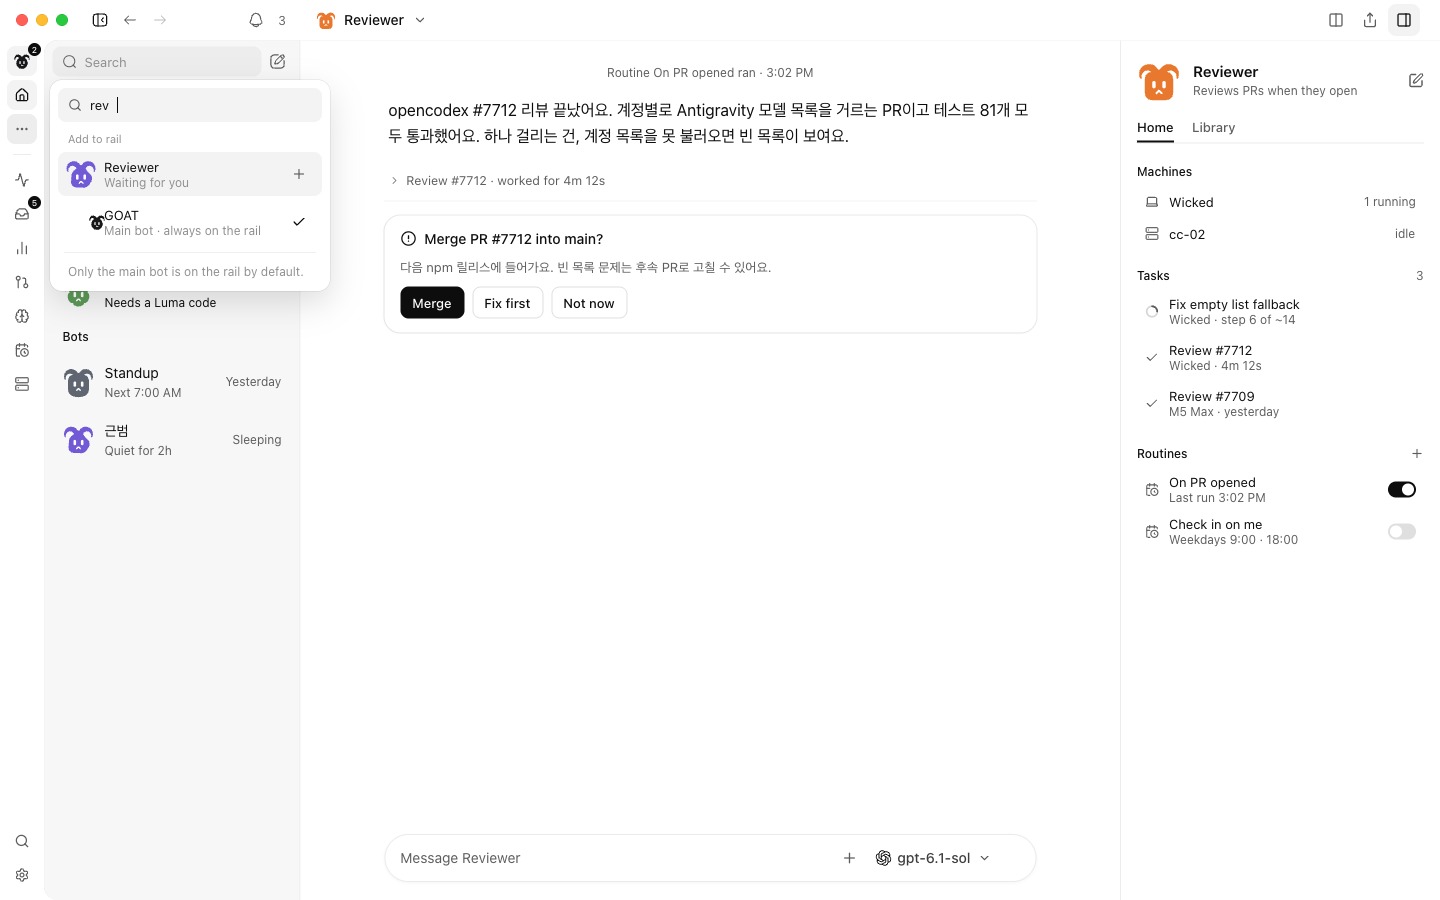 3
Reviewer
2
Search
rev
Add to rail
Reviewer
Waiting for you
GOAT
Main bot · always on the rail
Only the main bot is on the rail by default.
5
Needs a Luma code
Bots
Standup
Next 7:00 AM
Yesterday
근범
Quiet for 2h
Sleeping
Routine On PR opened ran · 3:02 PM
opencodex #7712 리뷰 끝났어요. 계정별로 Antigravity 모델 목록을 거르는 PR이고 테스트 81개 모
두 통과했어요. 하나 걸리는 건, 계정 목록을 못 불러오면 빈 목록이 보여요.
Review #7712 · worked for 4m 12s
Merge PR #7712 into main?
다음 npm 릴리스에 들어가요. 빈 목록 문제는 후속 PR로 고칠 수 있어요.
Merge
Fix first
Not now
Message Reviewer
gpt-6.1-sol
Reviewer
Reviews PRs when they open
Home
Library
Machines
Wicked
1 running
cc-02
idle
Tasks
3
Fix empty list fallback
Wicked · step 6 of ~14
Review #7712
Wicked · 4m 12s
Review #7709
M5 Max · yesterday
Routines
On PR opened
Last run 3:02 PM
Check in on me
Weekdays 9:00 · 18:00